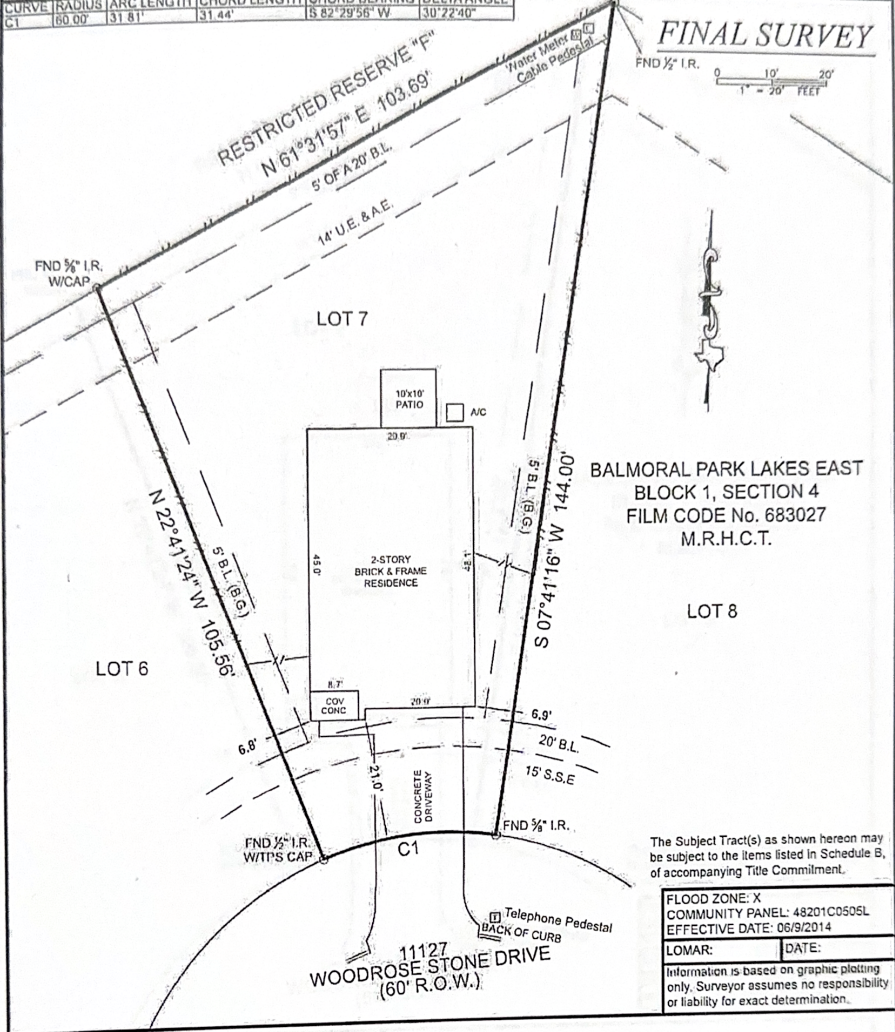 CURVE RADIUS ARC LENGTH CHORD LENGTH CHORD BEARING DELTA ANGLE
C1 60.00' 31.81' 31.44' S 82°29'56" W 30°22'40"
FINAL SURVEY
FND ½" I.R.
0 10' 20'
1" = 20' FEET
Water Meter
Cable Pedestal
RESTRICTED RESERVE "F"
N 61°31'57" E 103.69'
5' OF A 20' B.L.
14' U.E. & A.E.
FND ⅝" I.R.
W/CAP
LOT 7
10'x10'
PATIO
A/C
20.9'
BALMORAL PARK LAKES EAST
BLOCK 1, SECTION 4
FILM CODE No. 683027
M.R.H.C.T.
N 22°41'24" W 105.56'
5' B.L. (B.G.)
45.0'
2-STORY
BRICK & FRAME
RESIDENCE
48.1'
5' B.L. (B.G.)
S 07°41'16" W 144.00'
LOT 8
LOT 6
8.7'
COV
CONC
20.9'
6.9'
6.8'
20' B.L.
15' S.S.E
21.0'
CONCRETE
DRIVEWAY
FND ½" I.R.
W/TPS CAP
C1
FND ⅝" I.R.
The Subject Tract(s) as shown hereon may
be subject to the items listed in Schedule B,
of accompanying Title Commitment.
T Telephone Pedestal
BACK OF CURB
11127
WOODROSE STONE DRIVE
(60' R.O.W.)
FLOOD ZONE: X
COMMUNITY PANEL: 48201C0505L
EFFECTIVE DATE: 06/9/2014
LOMAR: DATE:
Information is based on graphic plotting
only. Surveyor assumes no responsibility
or liability for exact determination.